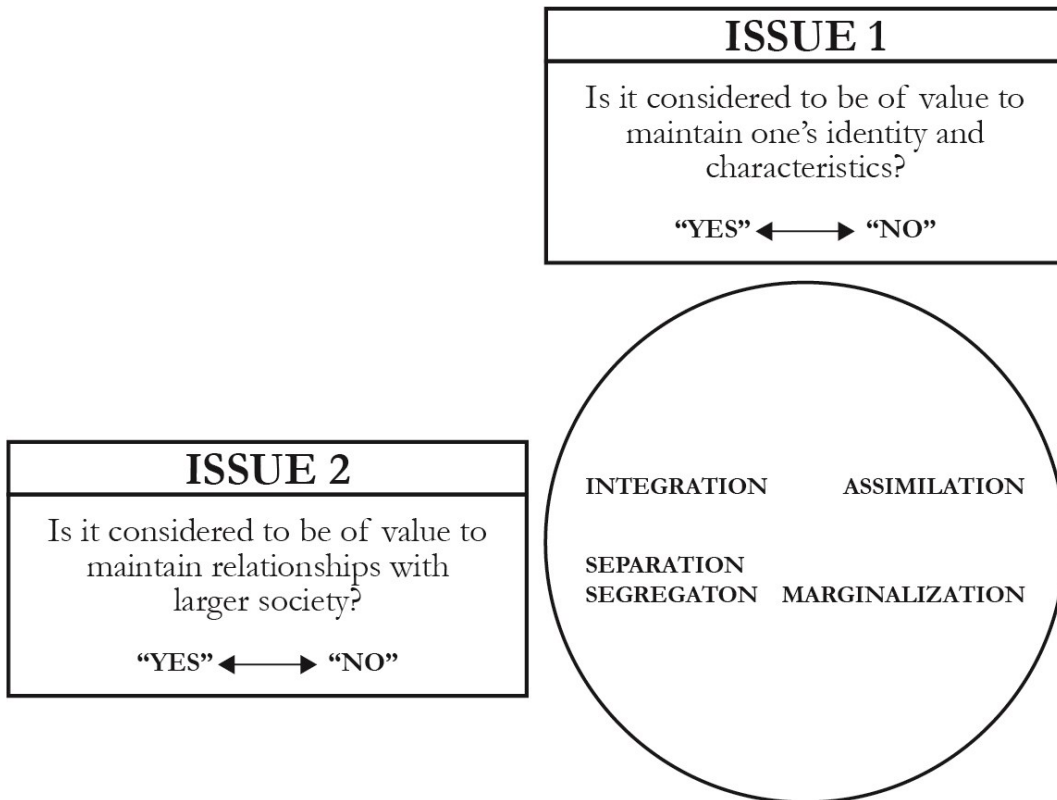 ISSUE 1
Is it considered to be of value to
maintain one’s identity and
characteristics?
“YES” “NO”
ISSUE 2
Is it considered to be of value to
maintain relationships with
larger society?
“YES” “NO”
INTEGRATION ASSIMILATION
SEPARATION
SEGREGATON MARGINALIZATION